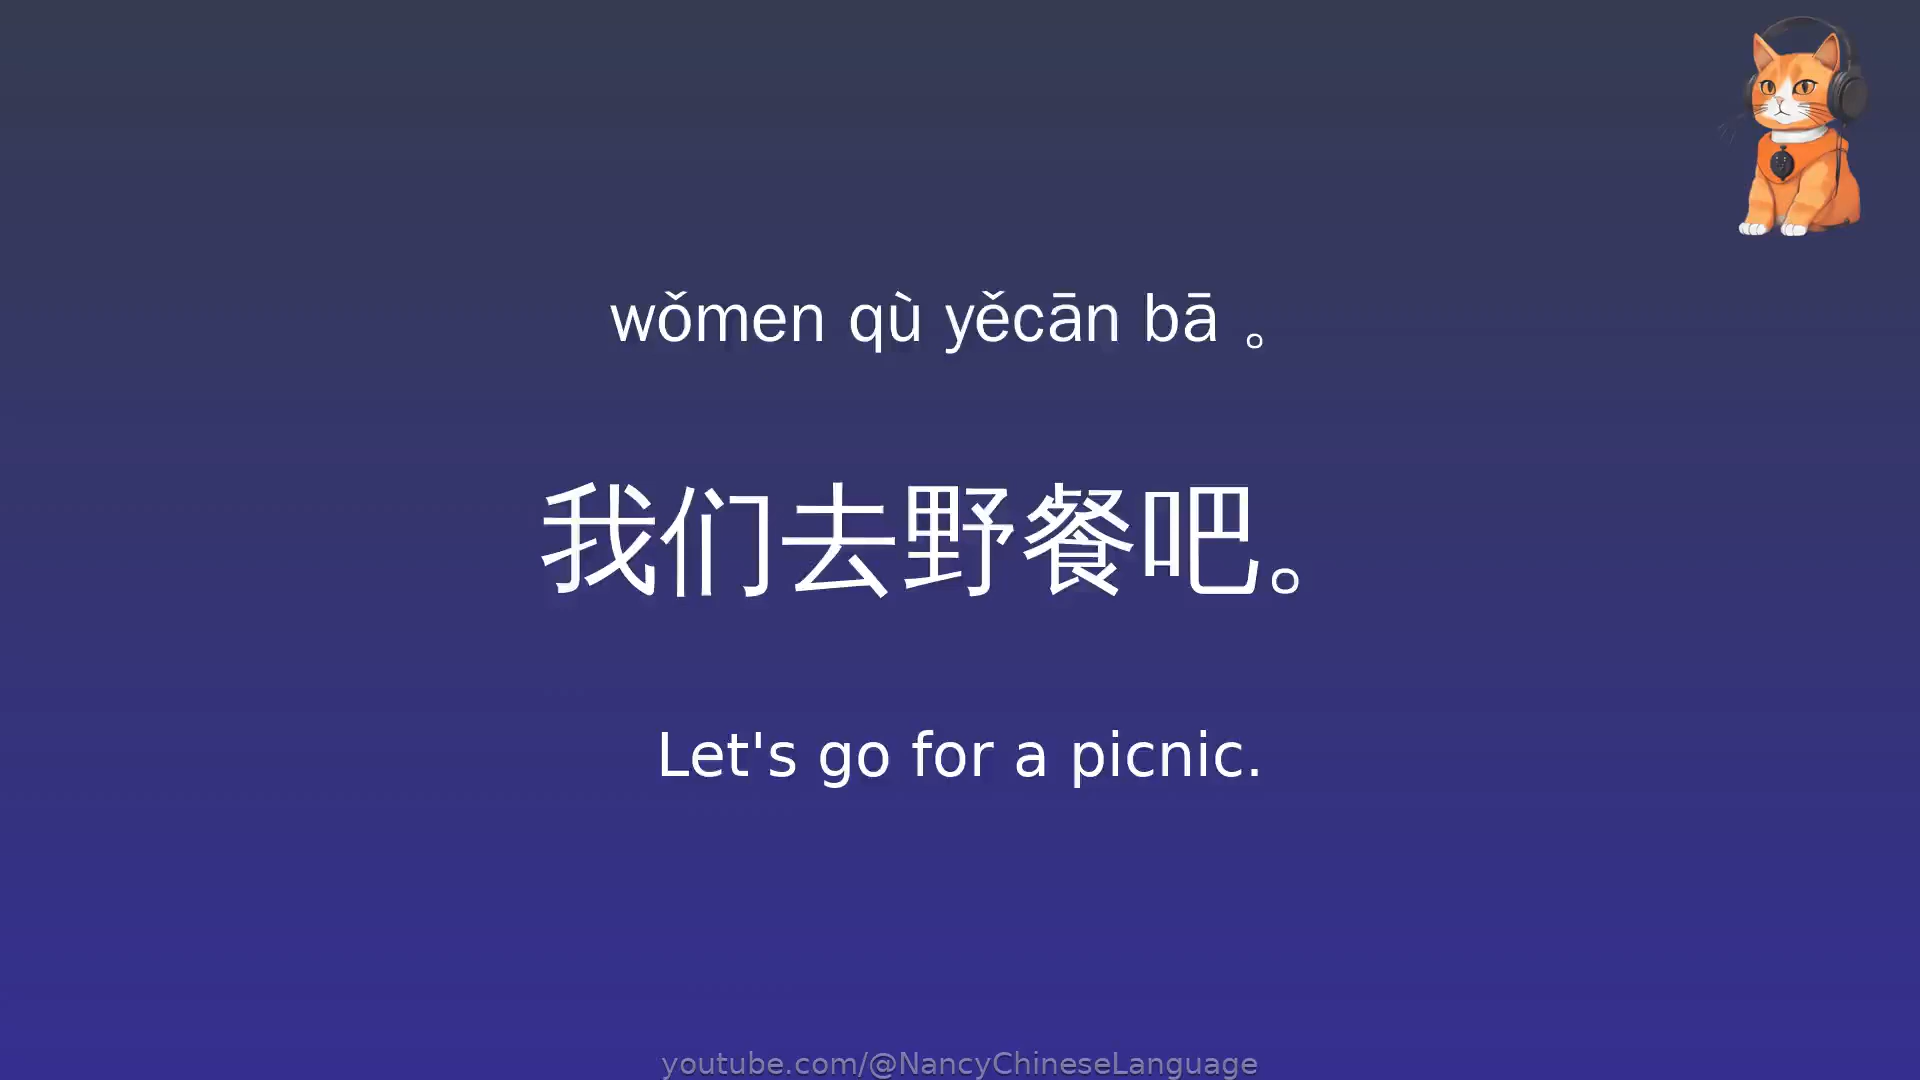 wǒmen qù yěcān bā 。
我们去野餐吧。
Let's go for a picnic.
youtube.com/@NancyChineseLanguage